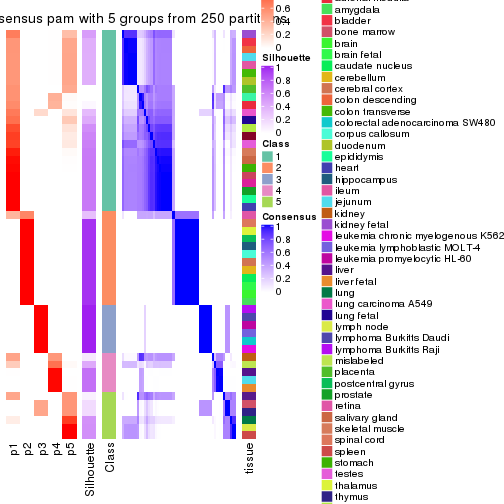 sensus pam with 5 groups from 250 partitions
0.6
0.4
0.2
0
Silhouette
1
0.8
0.6
0.4
0.2
0
Class
1
2
3
4
5
Consensus
1
0.8
0.6
0.4
0.2
0
amygdala
bladder
bone marrow
brain
brain fetal
caudate nucleus
cerebellum
cerebral cortex
colon descending
colon transverse
colorectal adenocarcinoma SW480
corpus callosum
duodenum
epididymis
heart
hippocampus
ileum
jejunum
kidney
kidney fetal
leukemia chronic myelogenous K562
leukemia lymphoblastic MOLT-4
leukemia promyelocytic HL-60
liver
liver fetal
lung
lung carcinoma A549
lung fetal
lymph node
lymphoma Burkitts Daudi
lymphoma Burkitts Raji
mislabeled
placenta
postcentral gyrus
prostate
retina
salivary gland
skeletal muscle
spinal cord
spleen
stomach
testes
thalamus
thymus
p1
p2
p3
p4
p5
Silhouette
Class
tissue